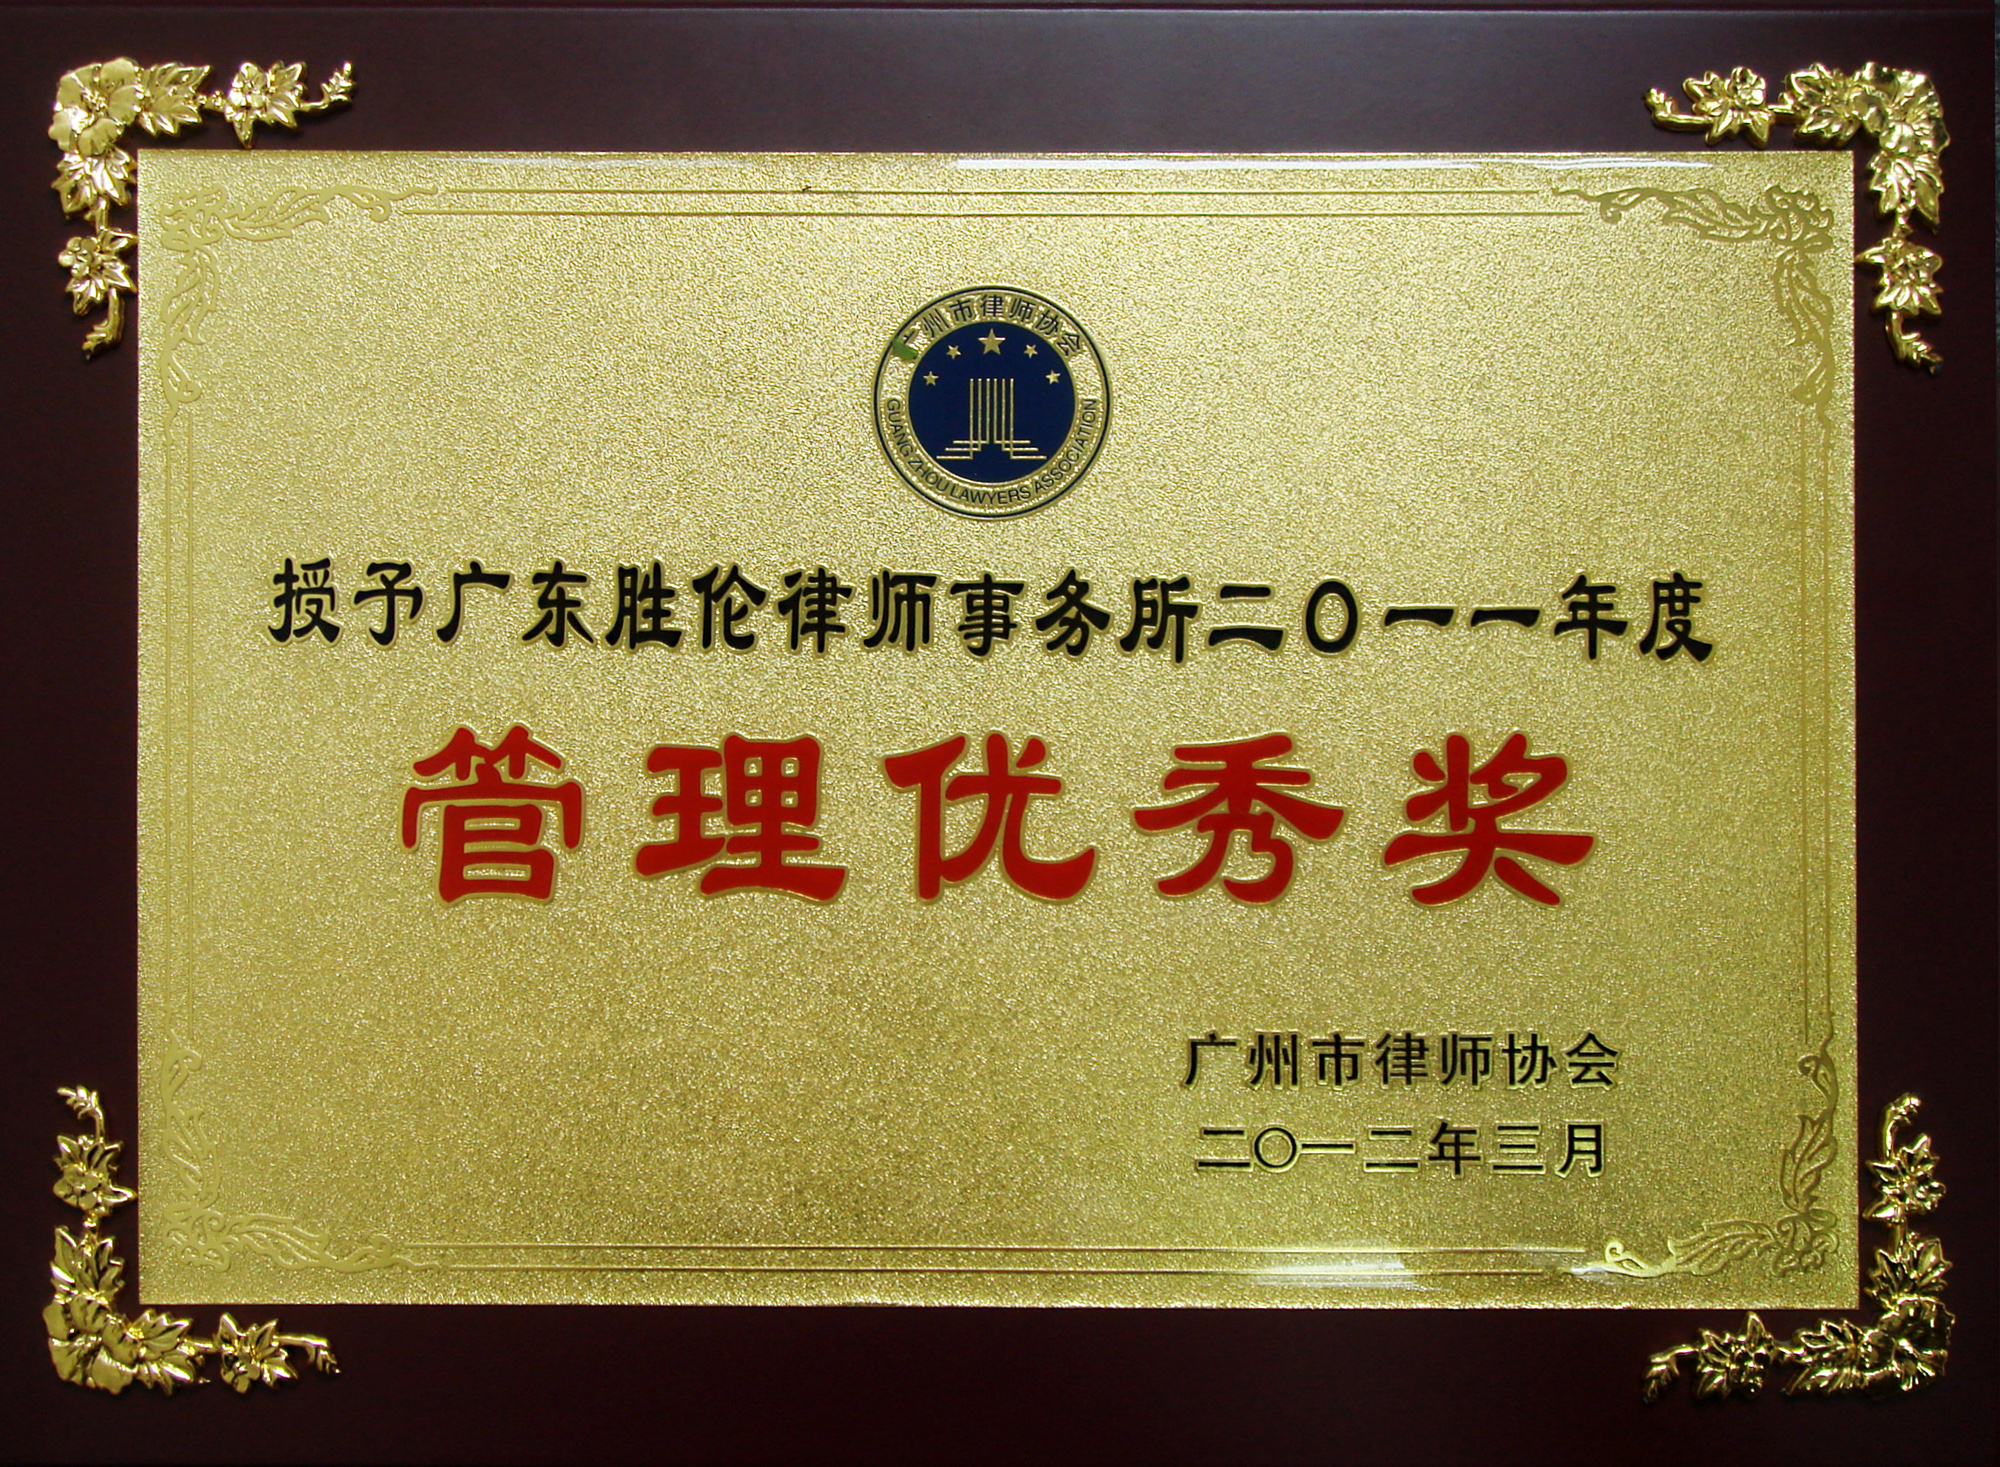 广州市律师协会
GUANGZHOU LAWYERS ASSOCIATION
授予广东胜伦律师事务所二〇一一年度
管理优秀奖
广州市律师协会
二〇一二年三月